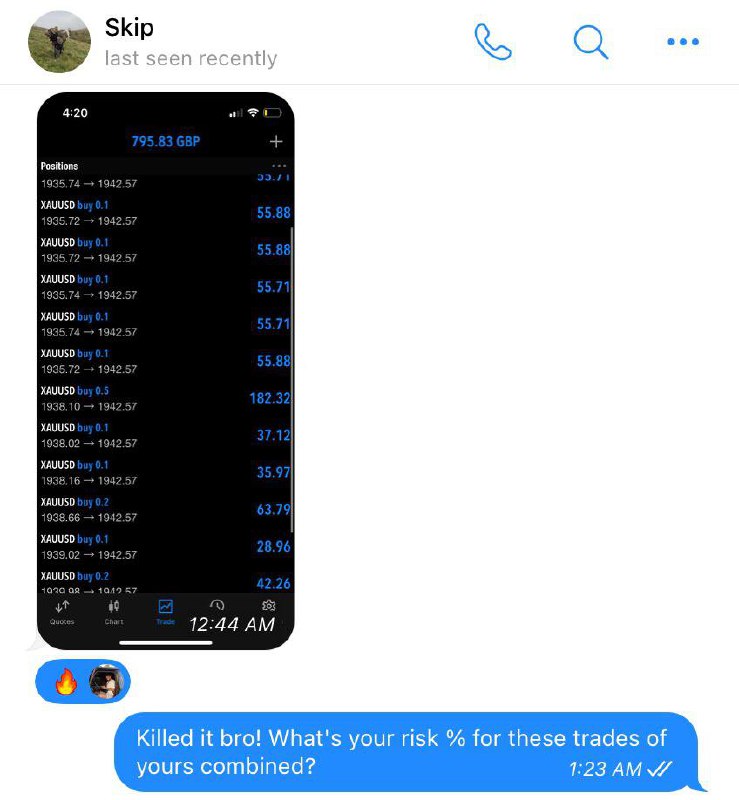 Skip
last seen recently
4:20
795.83 GBP
Positions
1935.74 → 1942.57 55.71
XAUUSD buy 0.1
1935.72 → 1942.57 55.88
XAUUSD buy 0.1
1935.72 → 1942.57 55.88
XAUUSD buy 0.1
1935.74 → 1942.57 55.71
XAUUSD buy 0.1
1935.74 → 1942.57 55.71
XAUUSD buy 0.1
1935.72 → 1942.57 55.88
XAUUSD buy 0.5
1938.10 → 1942.57 182.32
XAUUSD buy 0.1
1938.02 → 1942.57 37.12
XAUUSD buy 0.1
1938.16 → 1942.57 35.97
XAUUSD buy 0.2
1938.66 → 1942.57 63.79
XAUUSD buy 0.1
1939.02 → 1942.57 28.96
XAUUSD buy 0.2
1939.98 → 1942.57 42.26
Quotes Chart Trade
12:44 AM
Killed it bro! What's your risk % for these trades of
yours combined?
1:23 AM